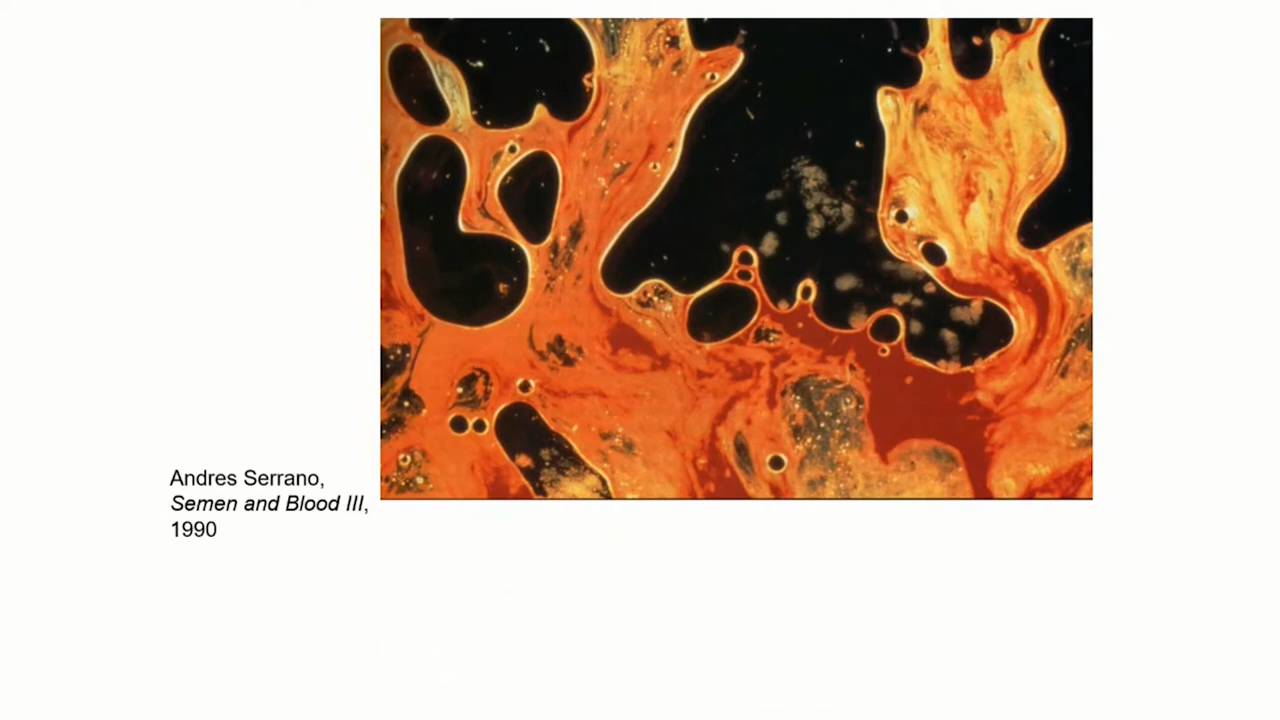 Andres Serrano,
Semen and Blood III,
1990